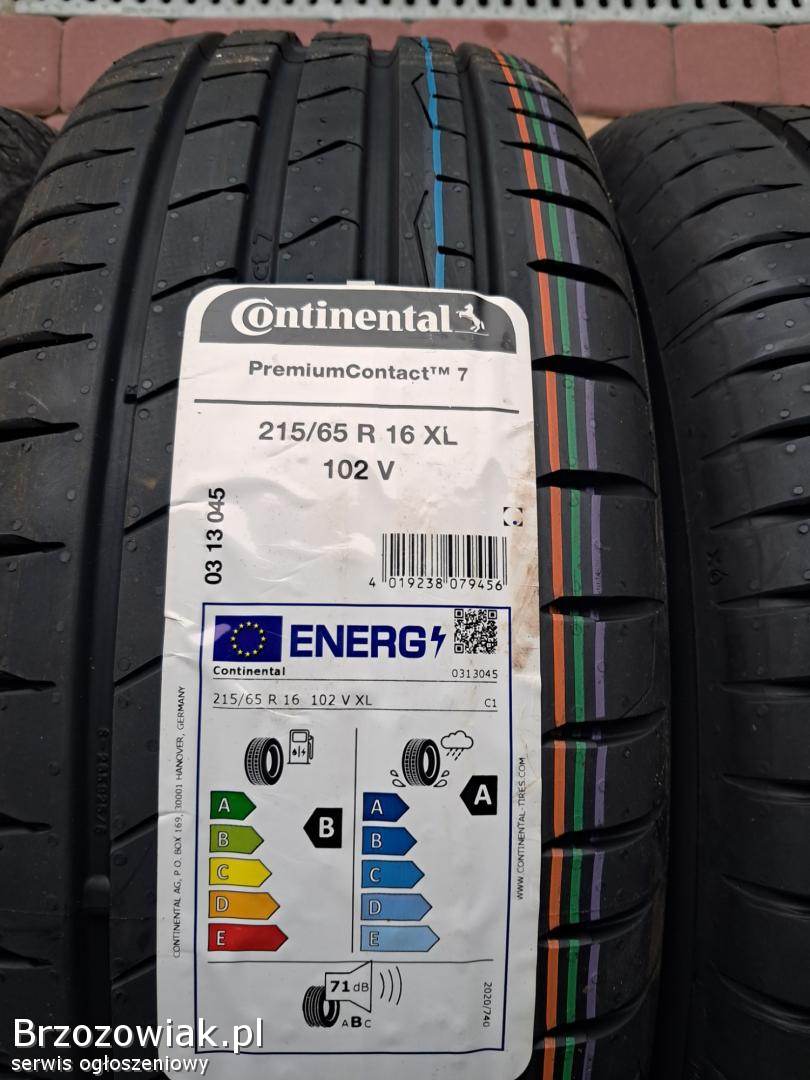 Continental
PremiumContact™ 7
215/65 R 16 XL
102 V
03 13 045
4 019238 079456
ENERG
Continental
0313045
215/65 R 16 102 V XL
C1
A
B
C
D
E
B
A
B
C
D
E
A
71 dB
ABC
2020/740
CONTINENTAL AG, P.O. BOX 169, 30001 HANOVER, GERMANY
WWW.CONTINENTAL-TIRES.COM
Brzozowiak.pl
serwis ogłoszeniowy